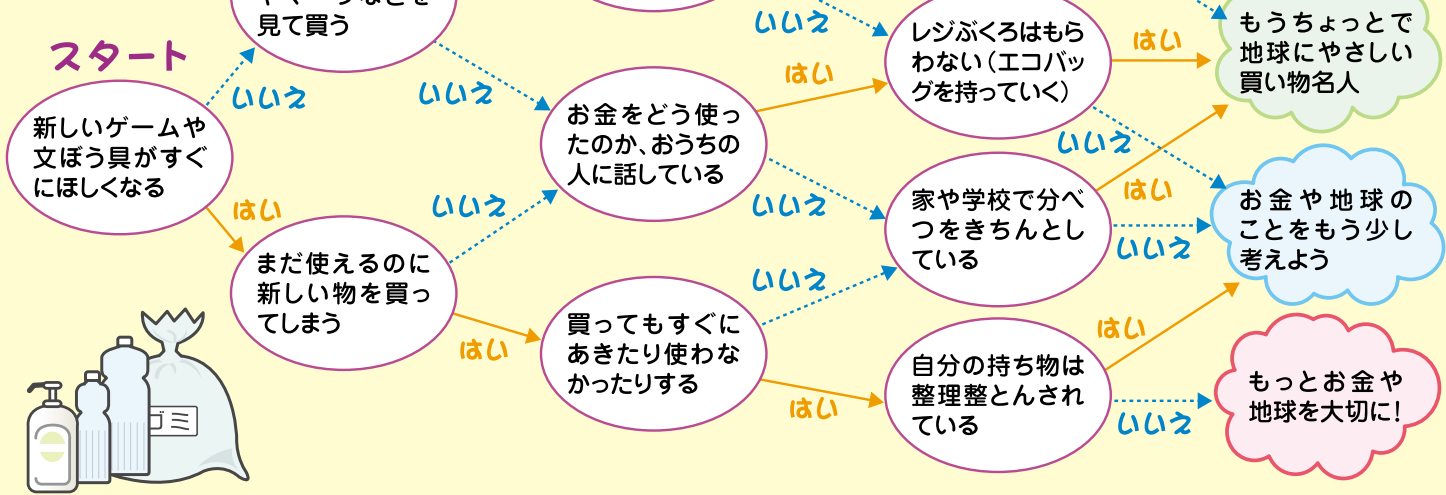 見て買う
スタート
新しいゲームや
文ぼう具がすぐ
にほしくなる
いいえ
はい
いいえ
まだ使えるのに
新しい物を買っ
てしまう
いいえ
はい
お金をどう使っ
たのか、おうちの
人に話している
はい
いいえ
買ってもすぐに
あきたり使わな
かったりする
いいえ
はい
いいえ
レジぶくろはもら
わない（エコバッ
グを持っていく）
はい
いいえ
家や学校で分べ
つをきちんとし
ている
はい
いいえ
自分の持ち物は
整理整とんされ
ている
はい
いいえ
もうちょっとで
地球にやさしい
買い物名人
お金や地球の
ことをもう少し
考えよう
もっとお金や
地球を大切に!
ゴミ